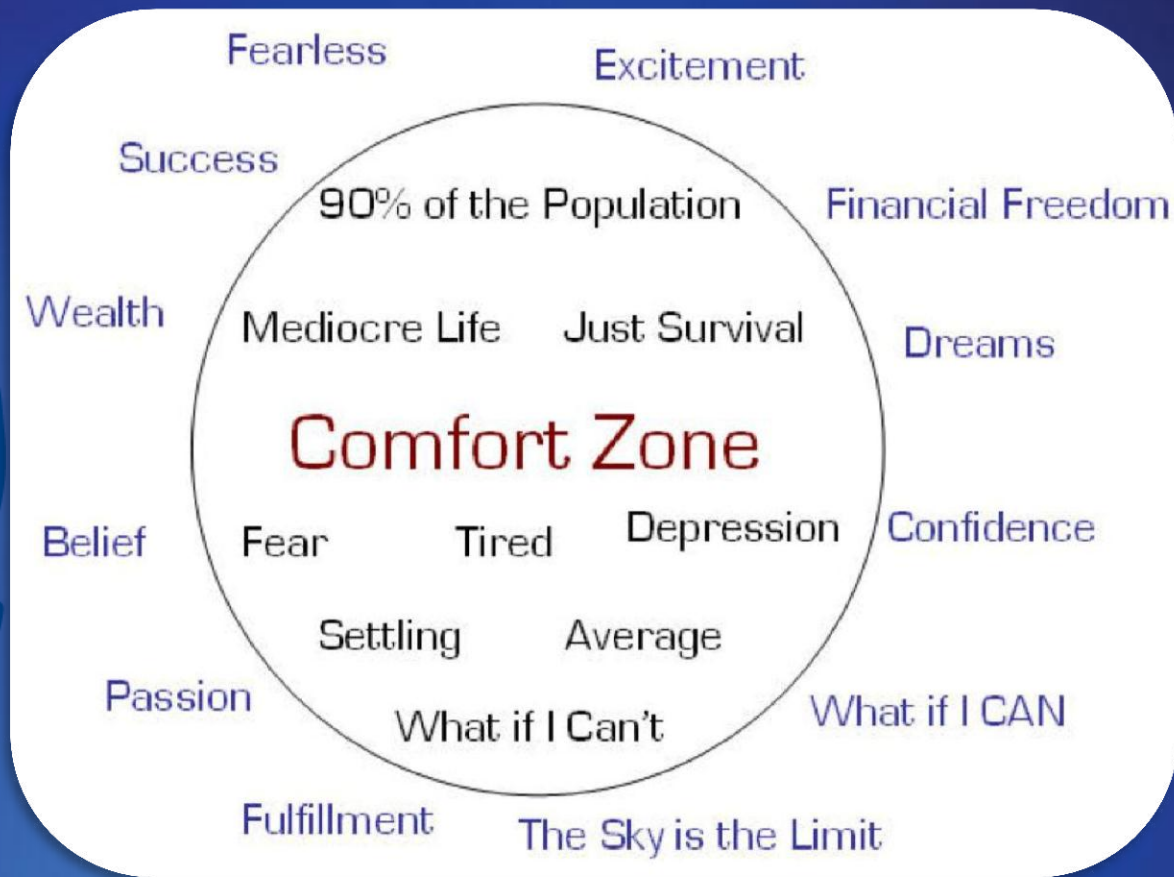 Fearless
Excitement
Success
90% of the Population
Financial Freedom
Wealth
Mediocre Life
Just Survival
Dreams
Comfort Zone
Belief
Fear
Tired
Depression
Confidence
Settling
Average
Passion
What if I Can't
What if I CAN
Fulfillment
The Sky is the Limit